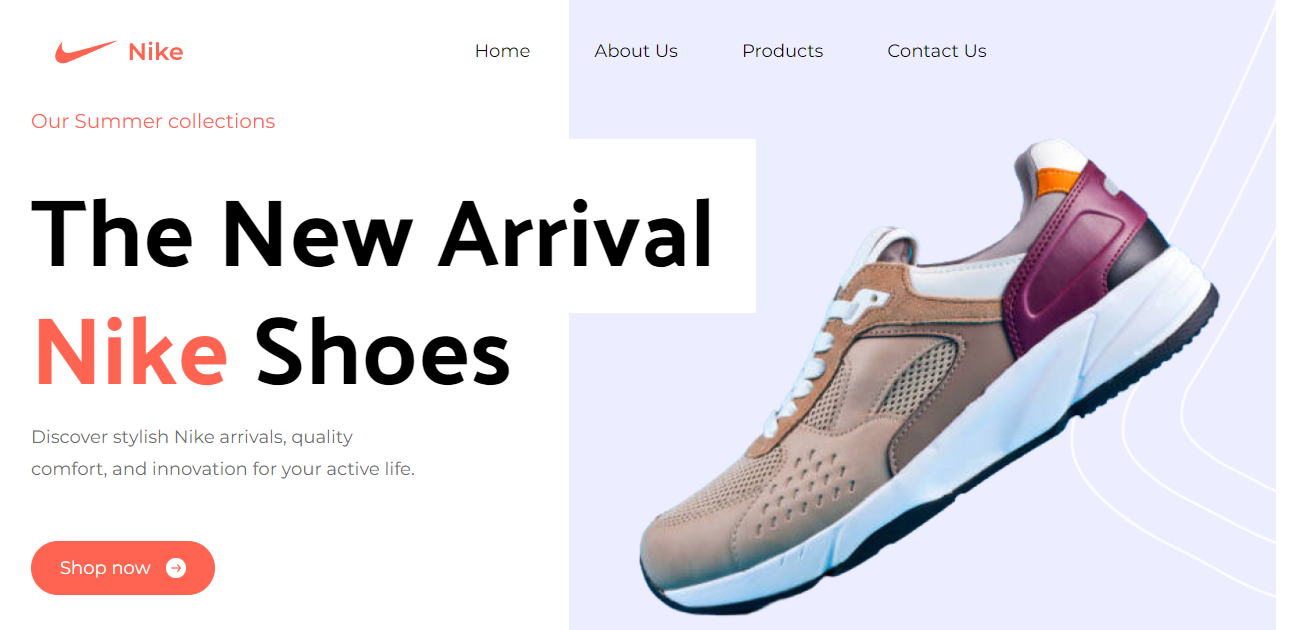 Nike
Home About Us Products Contact Us
Our Summer collections
The New Arrival
Nike Shoes
Discover stylish Nike arrivals, quality
comfort, and innovation for your active life.
Shop now